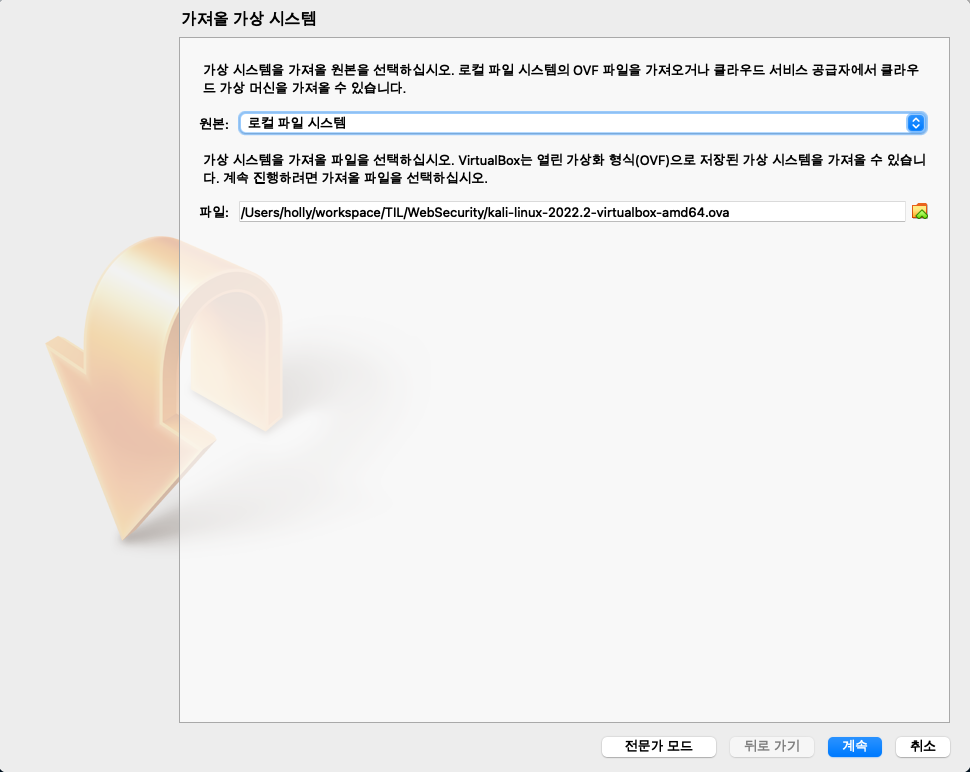 가져올 가상 시스템
가상 시스템을 가져올 원본을 선택하십시오. 로컬 파일 시스템의 OVF 파일을 가져오거나 클라우드 서비스 공급자에서 클라우
드 가상 머신을 가져올 수 있습니다.
원본: 로컬 파일 시스템
가상 시스템을 가져올 파일을 선택하십시오. VirtualBox는 열린 가상화 형식(OVF)으로 저장된 가상 시스템을 가져올 수 있습니
다. 계속 진행하려면 가져올 파일을 선택하십시오.
파일: /Users/holly/workspace/TIL/WebSecurity/kali-linux-2022.2-virtualbox-amd64.ova
전문가 모드 뒤로 가기 계속 취소